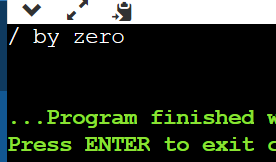 / by zero
...Program finished
Press ENTER to exit